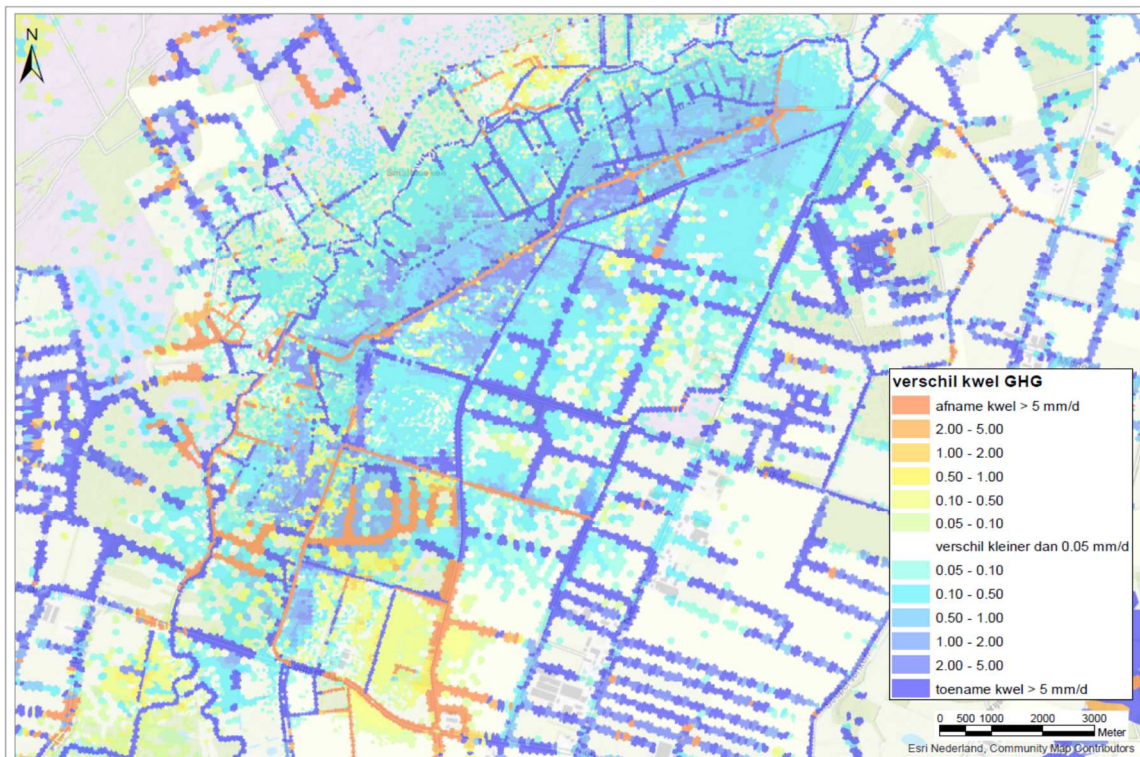 N
verschil kwel GHG
afname kwel > 5 mm/d
2.00 - 5.00
1.00 - 2.00
0.50 - 1.00
0.10 - 0.50
0.05 - 0.10
verschil kleiner dan 0.05 mm/d
0.05 - 0.10
0.10 - 0.50
0.50 - 1.00
1.00 - 2.00
2.00 - 5.00
toename kwel > 5 mm/d
0 500 1000 2000 3000
Meter
Esri Nederland, Community Map Contributors